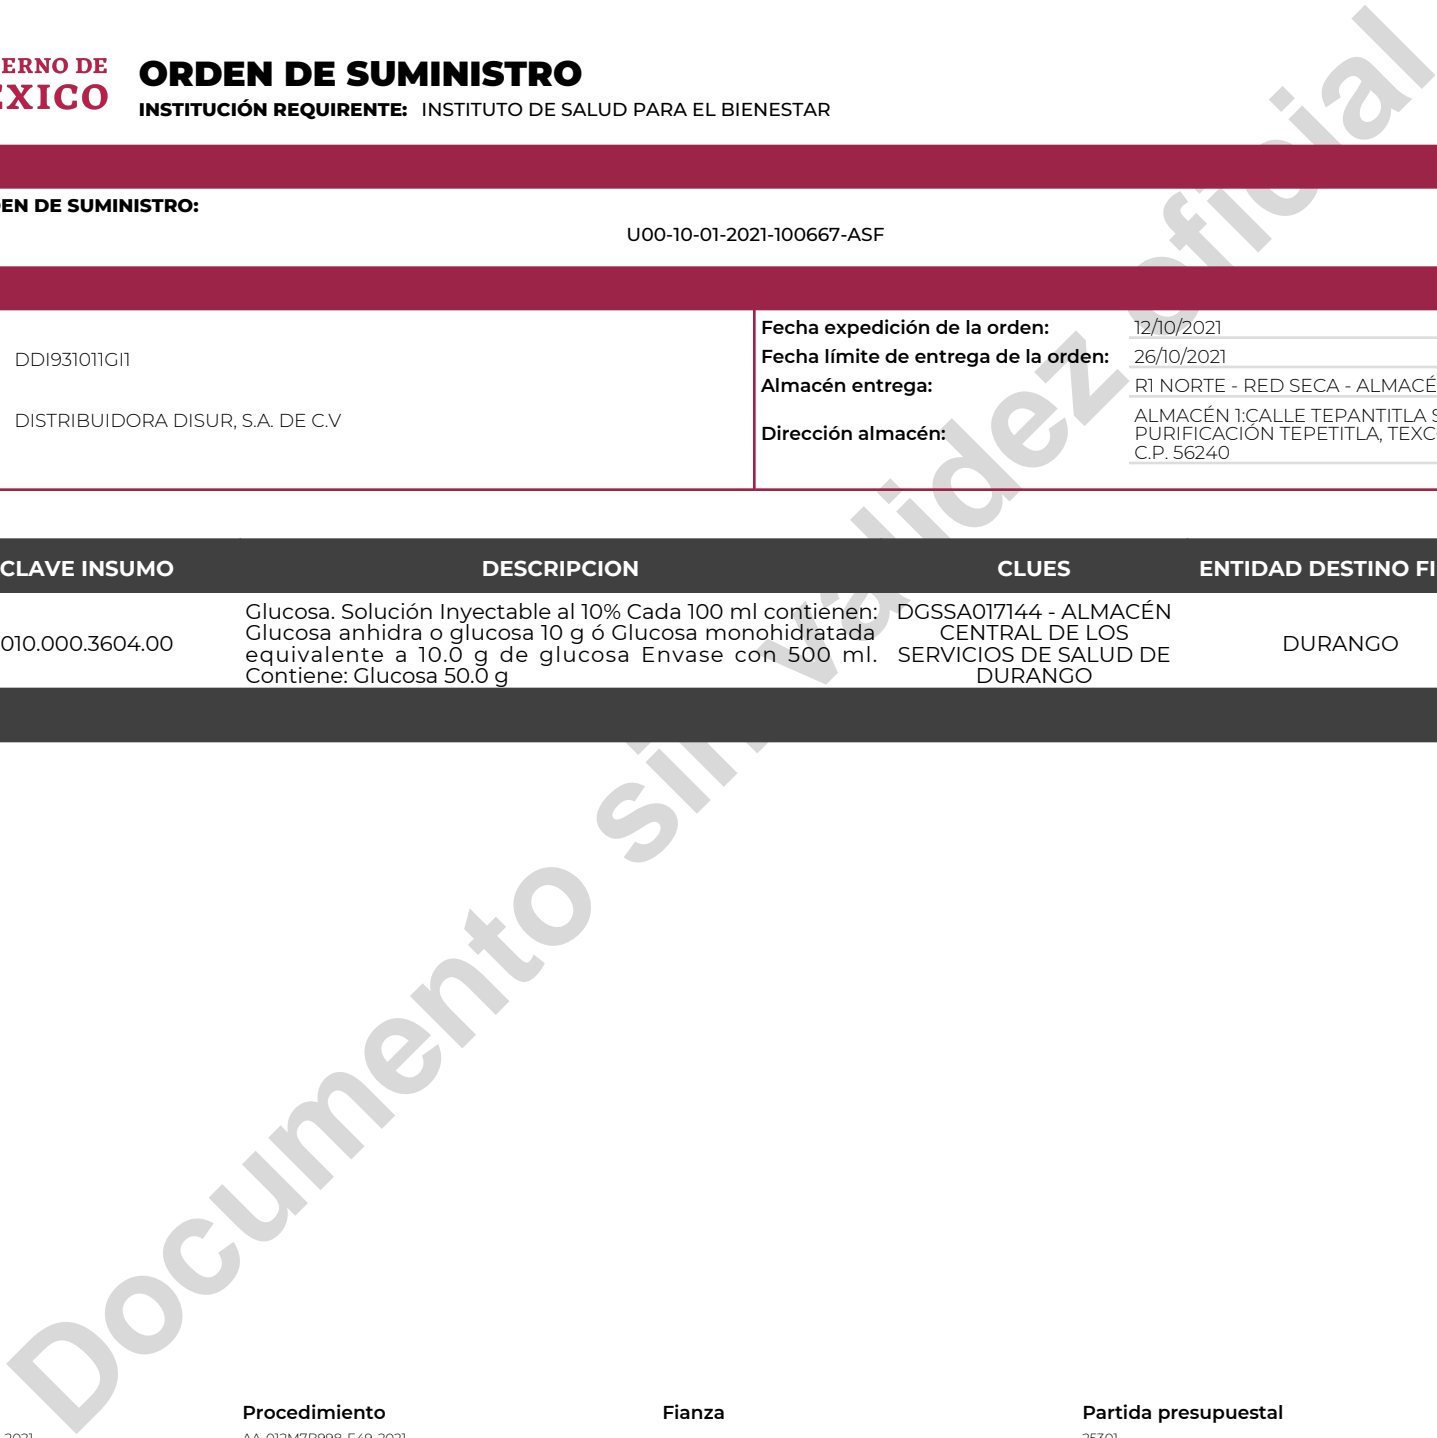 ERNO DE
ORDEN DE SUMINISTRO
INSTITUCIÓN REQUIRENTE: INSTITUTO DE SALUD PARA EL BIENESTAR
EN DE SUMINISTRO:
U00-10-01-2021-100667-ASF
DDI931011GI1
DISTRIBUIDORA DISUR, S.A. DE C.V
Fecha expedición de la orden: 12/10/2021
Fecha límite de entrega de la orden: 26/10/2021
Almacén entrega: R1 NORTE - RED SECA - ALMACÉ
Dirección almacén:
ALMACÉN 1:CALLE TEPANTITLA S
PURIFICACIÓN TEPETITLA, TEXC
C.P. 56240
CLAVE INSUMO DESCRIPCION CLUES ENTIDAD DESTINO FI
010.000.3604.00
Glucosa. Solución Inyectable al 10% Cada 100 ml contienen:
Glucosa anhidra o glucosa 10 g ó Glucosa monohidratada
equivalente a 10.0 g de glucosa Envase con 500 ml.
Contiene: Glucosa 50.0 g
DGSSA017144 - ALMACÉN
CENTRAL DE LOS
SERVICIOS DE SALUD DE
DURANGO
DURANGO
Documento sin validez oficial
Procedimiento Fianza Partida presupuestal